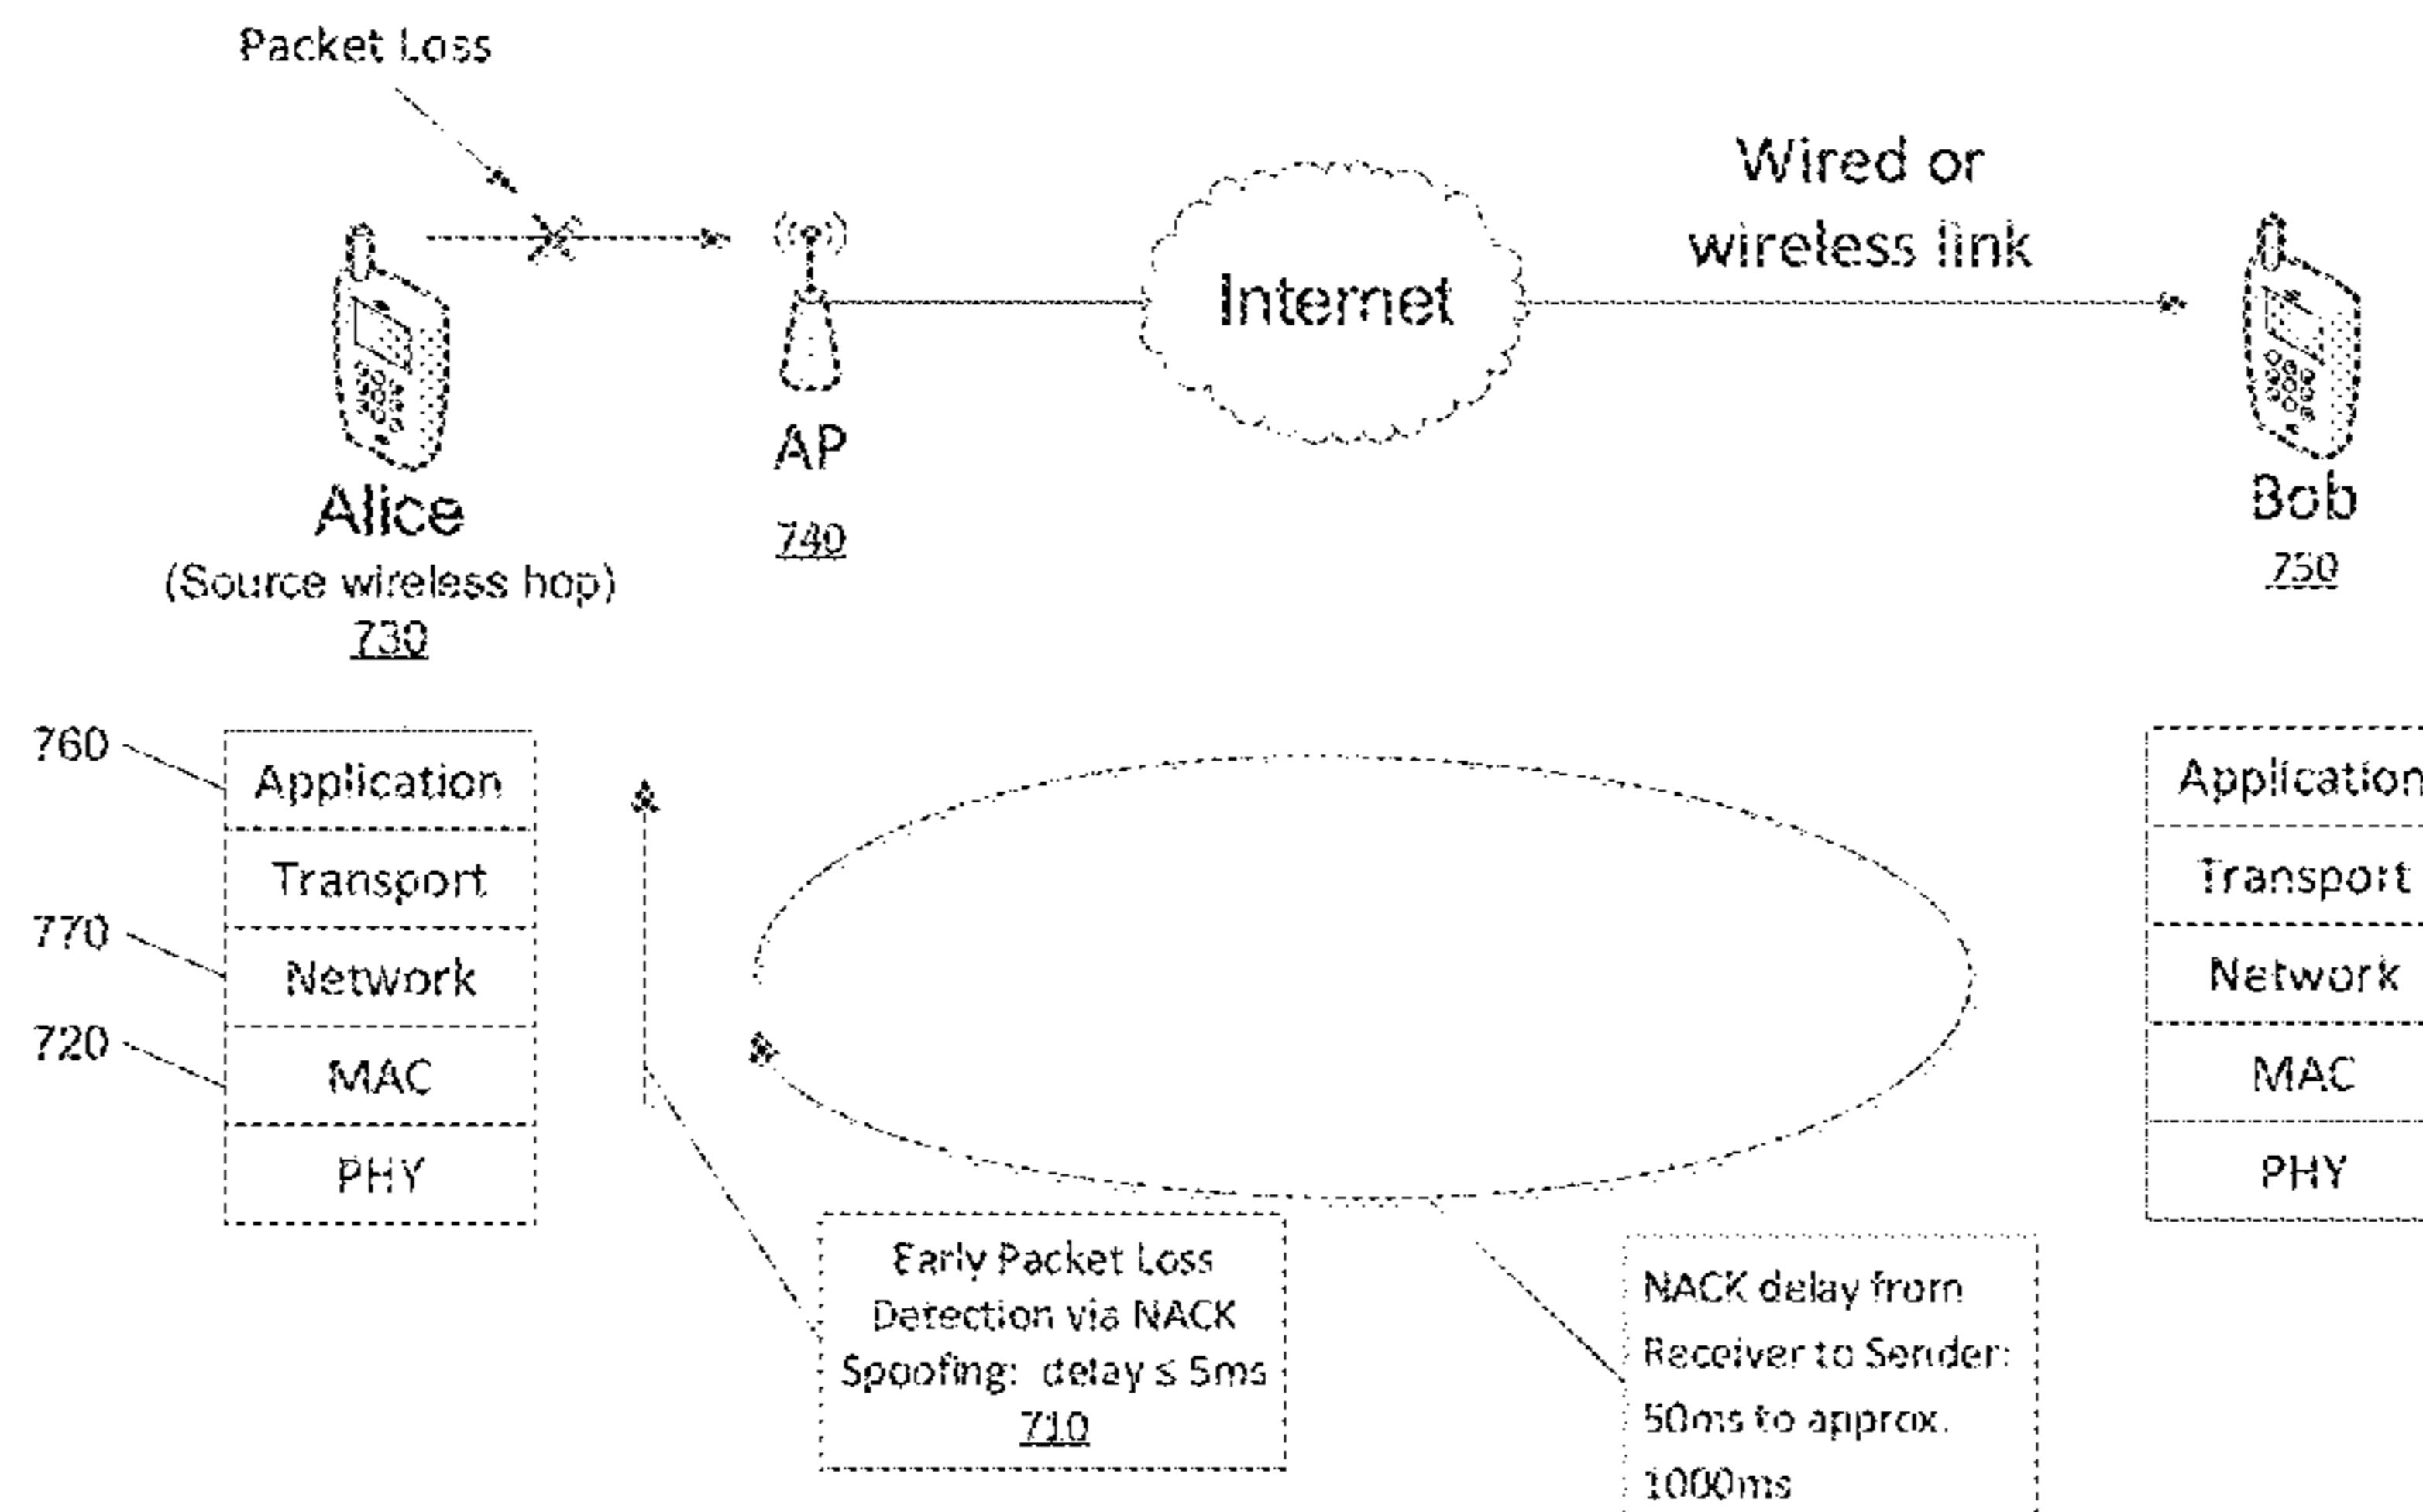 Packet Loss
Wired or
wireless link
Internet
AP
740
Alice
(Source wireless hop)
730
Bob
750
760
Application
Transport
770
Network
720
MAC
PHY
Application
Transport
Network
MAC
PHY
Early Packet Loss
Detection via NACK
Spoofing: delay ≤ 5ms
710
NACK delay from
Receiver to Sender:
50ms to approx.
1000ms